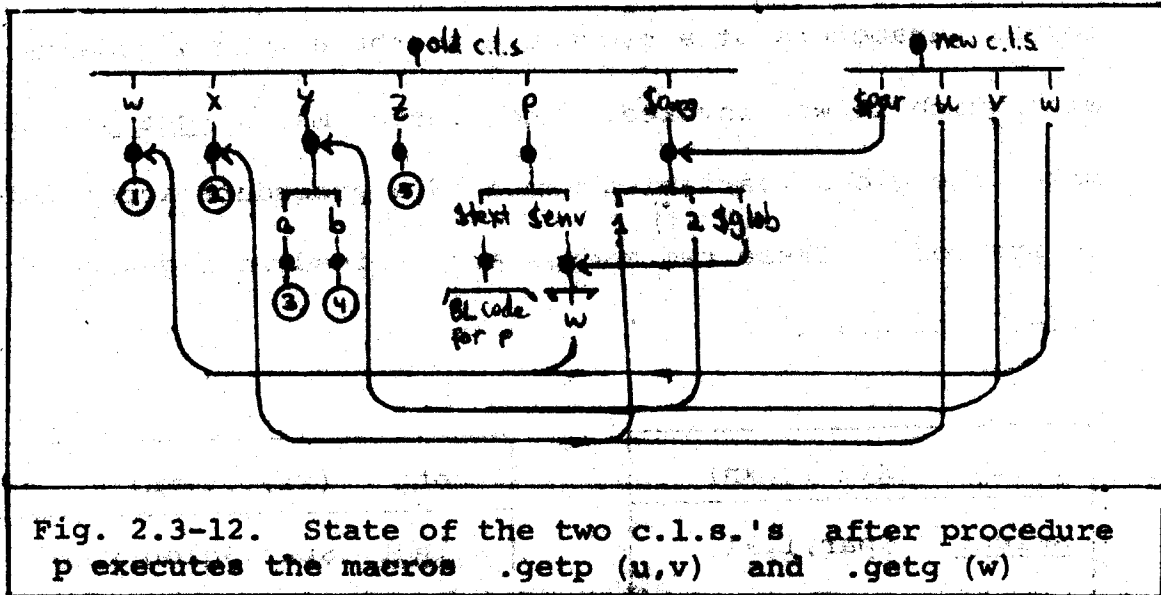 old c.l.s. new c.l.s.
w x y z p $arg $par u v w
1 2 5
a b $text $env 1 2 $glob
3 4
BL code
for p
w
Fig. 2.3-12. State of the two c.l.s.'s after procedure
p executes the macros .getp (u,v) and .getg (w)